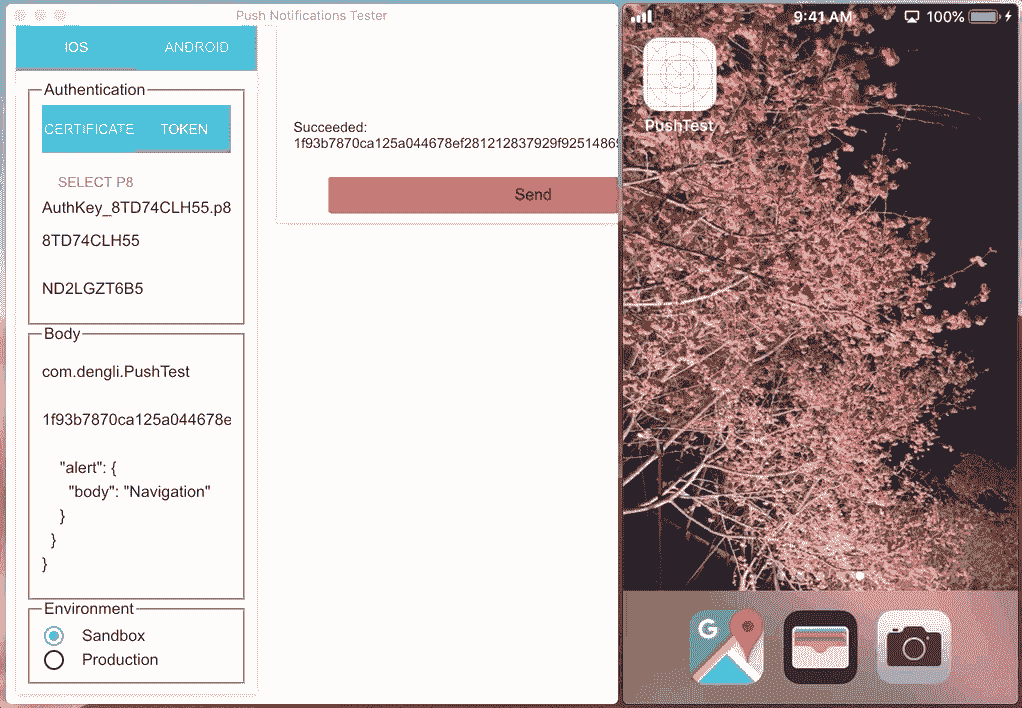 Push Notifications Tester
IOS ANDROID
Authentication
CERTIFICATE TOKEN
SELECT P8
AuthKey_8TD74CLH55.p8
8TD74CLH55
ND2LGZT6B5
Body
com.dengli.PushTest
1f93b7870ca125a044678e
"alert": {
"body": "Navigation"
}
}
}
Environment
Sandbox
Production
Succeeded:
1f93b7870ca125a044678ef281212837929f92514869
Send
9:41 AM 100%
PushTest
G